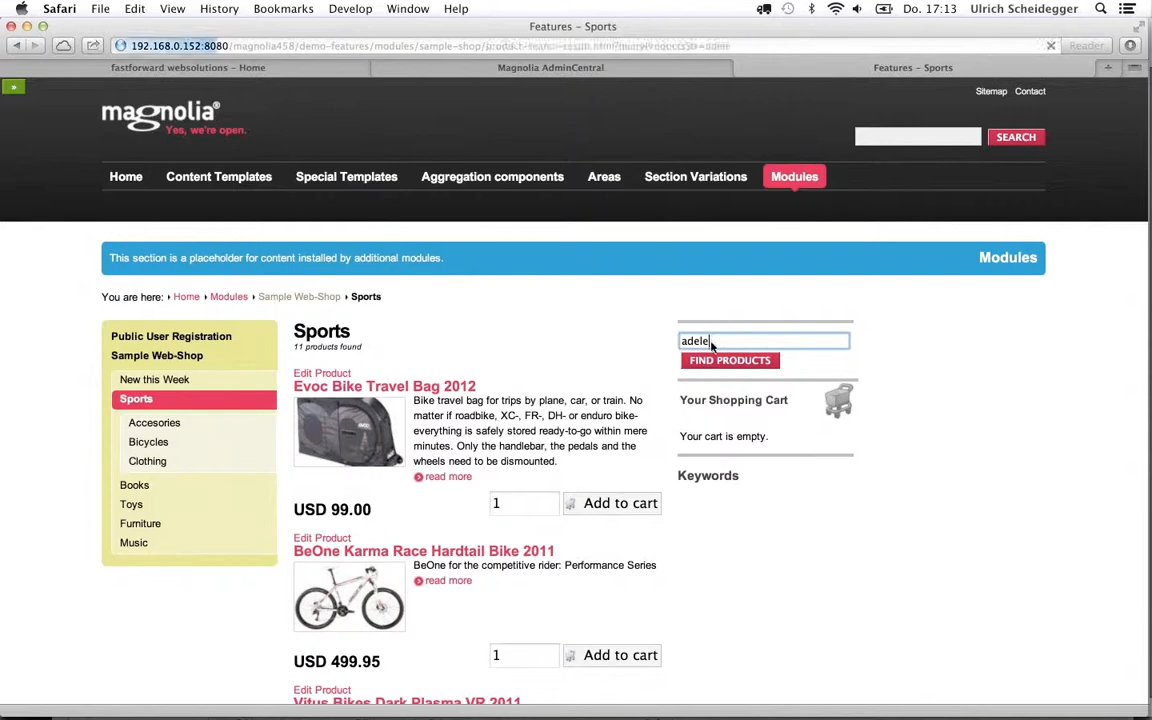 Safari File Edit View History Bookmarks Develop Window Help Do. 17:13 Ulrich Scheidegger
Features – Sports
192.168.0.152:8080/magnolia458/demo-features/modules/sample-shop/ Reader
fastforward websolutions – Home Magnolia AdminCentral Features – Sports
Sitemap Contact
magnolia®
Yes, we're open.
SEARCH
Home Content Templates Special Templates Aggregation components Areas Section Variations Modules
This section is a placeholder for content installed by additional modules. Modules
You are here: Home Modules Sample Web-Shop Sports
Public User Registration
Sample Web-Shop
New this Week
Sports
Accesories
Bicycles
Clothing
Books
Toys
Furniture
Music
Sports
11 products found
Edit Product
Evoc Bike Travel Bag 2012
Bike travel bag for trips by plane, car, or train. No
matter if roadbike, XC-, FR-, DH- or enduro bike-
everything is safely stored ready-to-go within mere
minutes. Only the handlebar, the pedals and the
wheels need to be dismounted.
read more
USD 99.00 1 Add to cart
Edit Product
BeOne Karma Race Hardtail Bike 2011
BeOne for the competitive rider: Performance Series
read more
USD 499.95 1 Add to cart
Edit Product
Vitus Bikes Dark Plasma VR 2011
adele
FIND PRODUCTS
Your Shopping Cart
Your cart is empty.
Keywords